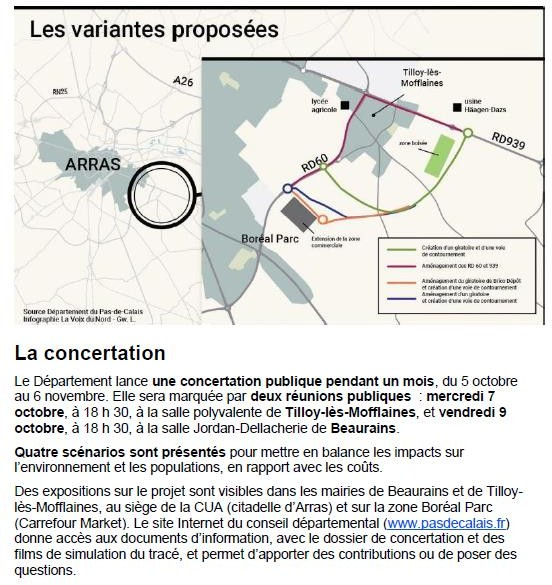 Les variantes proposées
A26
RN25
ARRAS
Tilloy-lès-
Mofflaines
lycée
agricole
usine
Häagen-Dazs
zone boisée
RD939
RD60
Boréal Parc
Extension de la zone
commerciale
Création d'un giratoire et d'une voie
de contournement
Aménagement des RD 60 et 939
Aménagement du giratoire de Brico Dépôt
et création d'une voie de contournement
Aménagement d'un giratoire
et création d'une voie de contournement
Source Département du Pas-de-Calais
Infographie La Voix du Nord - Gw. L.
La concertation
Le Département lance une concertation publique pendant un mois, du 5 octobre
au 6 novembre. Elle sera marquée par deux réunions publiques : mercredi 7
octobre, à 18 h 30, à la salle polyvalente de Tilloy-lès-Mofflaines, et vendredi 9
octobre, à 18 h 30, à la salle Jordan-Dellacherie de Beaurains.
Quatre scénarios sont présentés pour mettre en balance les impacts sur
l'environnement et les populations, en rapport avec les coûts.
Des expositions sur le projet sont visibles dans les mairies de Beaurains et de Tilloy-
lès-Mofflaines, au siège de la CUA (citadelle d'Arras) et sur la zone Boréal Parc
(Carrefour Market). Le site Internet du conseil départemental (www.pasdecalais.fr)
donne accès aux documents d'information, avec le dossier de concertation et des
films de simulation du tracé, et permet d'apporter des contributions ou de poser des
questions.